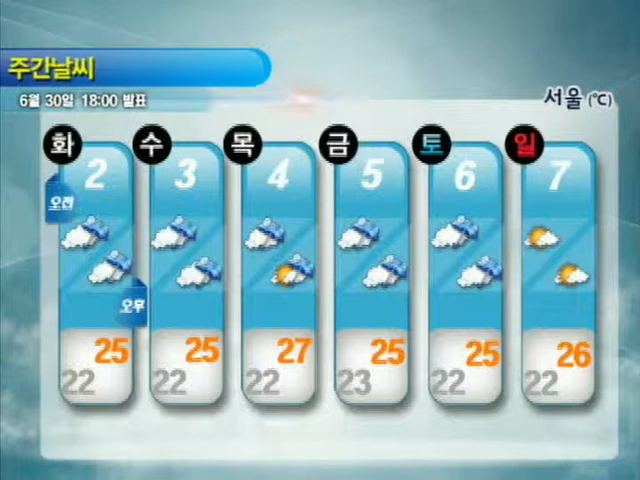 주간날씨
6월 30일 18:00 발표
서울 (℃)
화 수 목 금 토 일
2 3 4 5 6 7
오전
오후
25 25 27 25 25 26
22 22 22 23 22 22